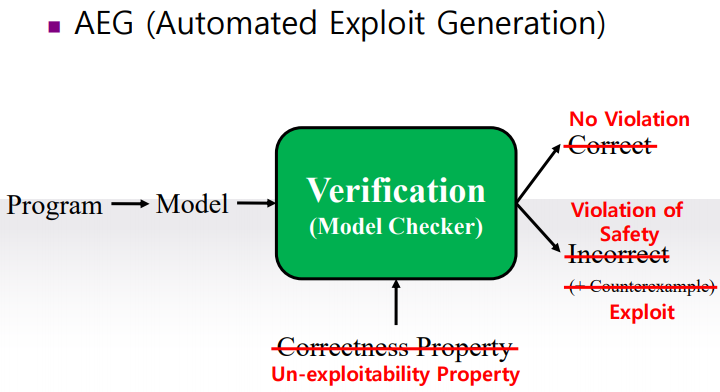 AEG (Automated Exploit Generation)
No Violation
Correct
Program
Model
Verification
(Model Checker)
Violation of
Safety
Incorrect
(+ Counterexample)
Exploit
Correctness Property
Un-exploitability Property